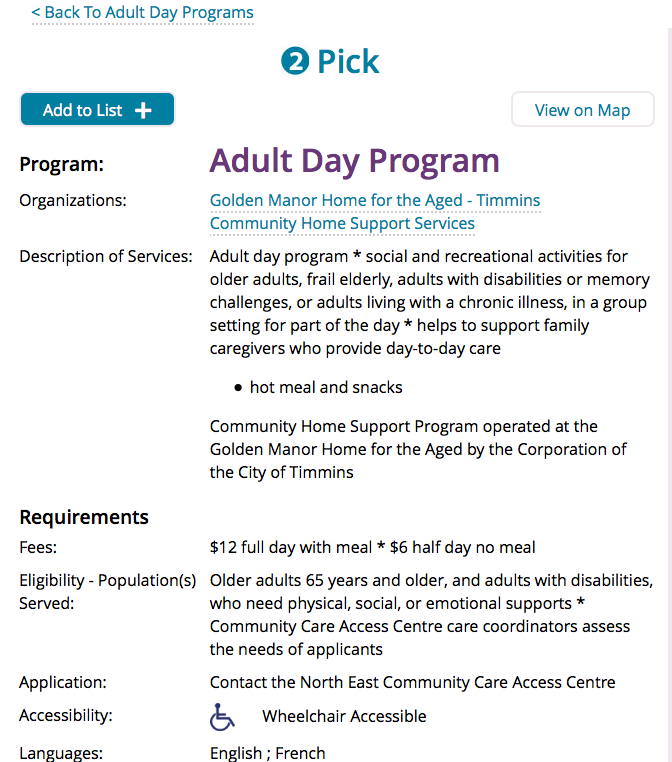 < Back To Adult Day Programs
❷ Pick
Add to List +
View on Map
Program: Adult Day Program
Organizations: Golden Manor Home for the Aged - Timmins
Community Home Support Services
Description of Services: Adult day program * social and recreational activities for
older adults, frail elderly, adults with disabilities or memory
challenges, or adults living with a chronic illness, in a group
setting for part of the day * helps to support family
caregivers who provide day-to-day care
● hot meal and snacks
Community Home Support Program operated at the
Golden Manor Home for the Aged by the Corporation of
the City of Timmins
Requirements
Fees: $12 full day with meal * $6 half day no meal
Eligibility - Population(s) Older adults 65 years and older, and adults with disabilities,
Served: who need physical, social, or emotional supports *
Community Care Access Centre care coordinators assess
the needs of applicants
Application: Contact the North East Community Care Access Centre
Accessibility: Wheelchair Accessible
Languages: English ; French